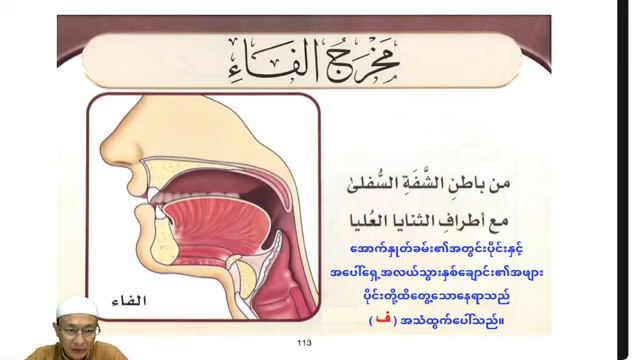 مَخْرَجُ الفَاءِ
من باطنِ الشَّفَةِ السُّفلىٰ
مع أطرافِ الثنايا العُليا
အောက်နှုတ်ခမ်း၏အတွင်းပိုင်းနှင့်
အပေါ်ရှေ့အလယ်သွားနှစ်ချောင်း၏အဖျား
ပိုင်းတို့ထိတွေ့သောနေရာသည်
( ف ) အသံထွက်ပေါ်သည်။
الفاء
113